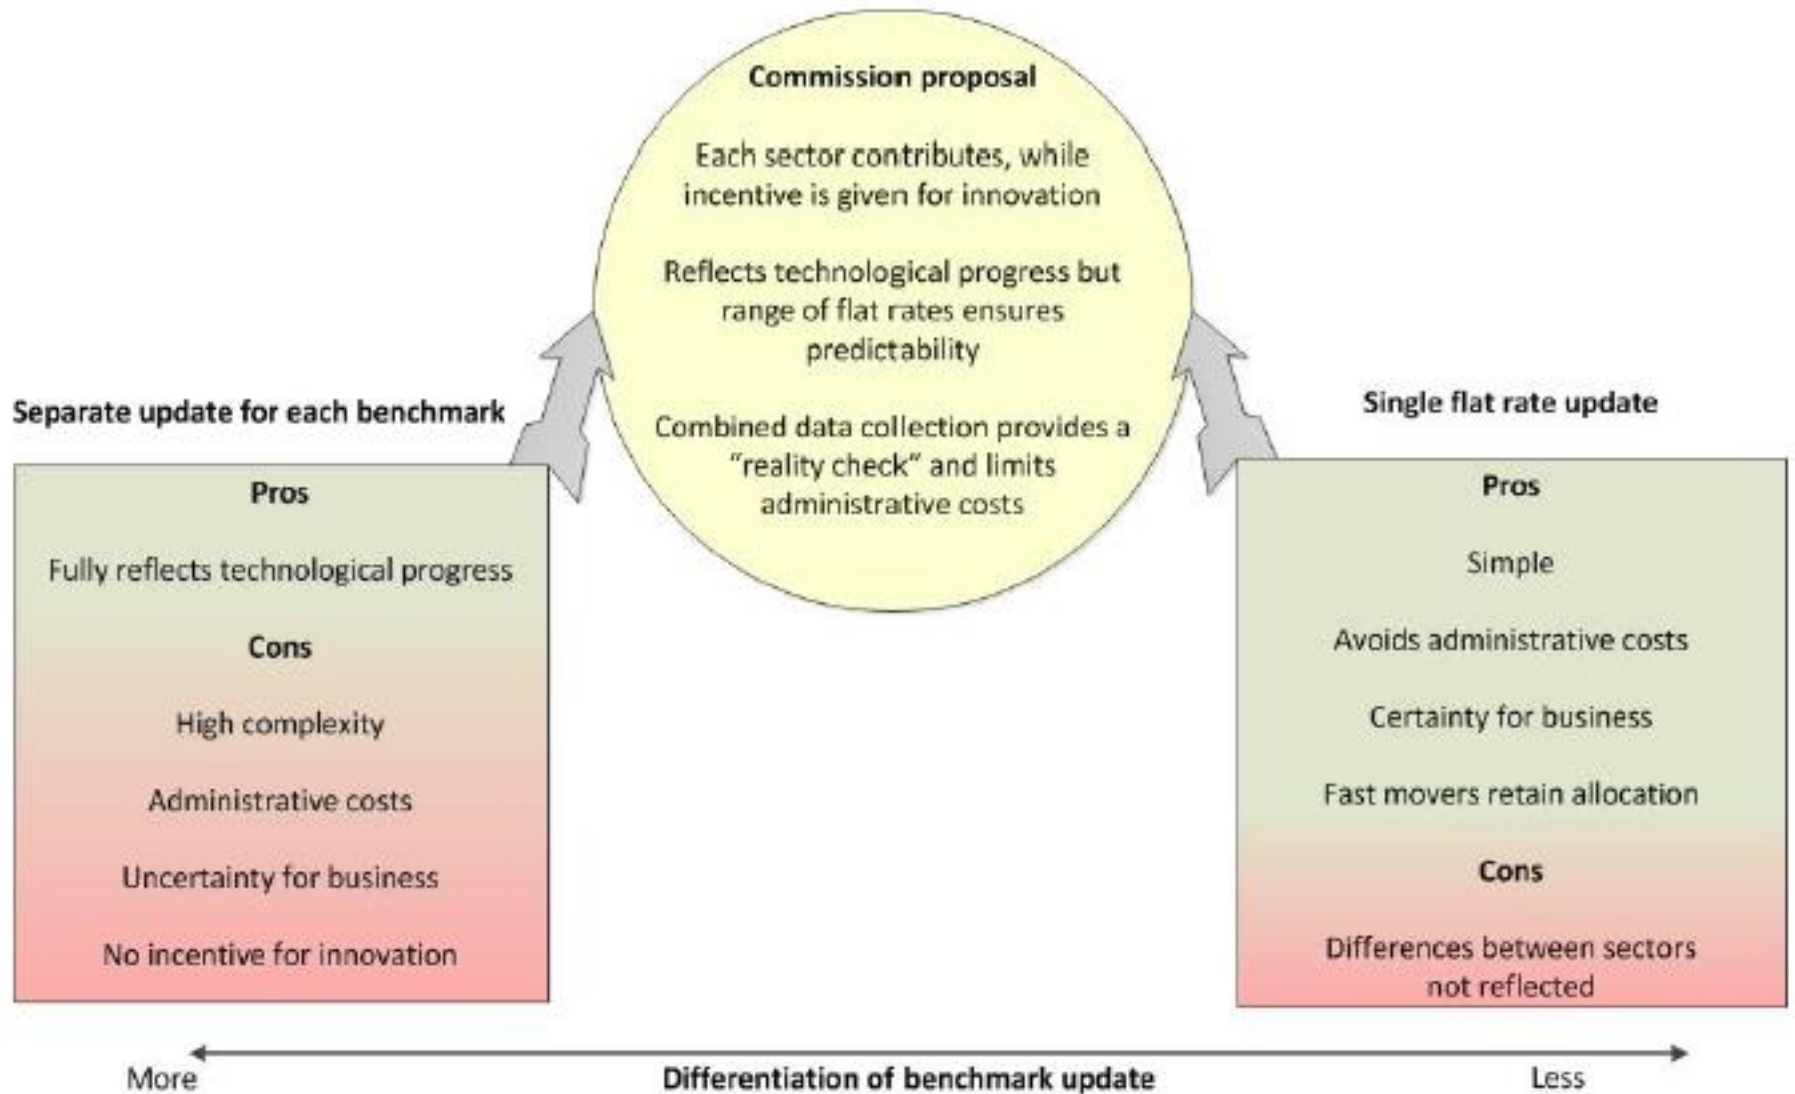 Commission proposal
Each sector contributes, while
incentive is given for innovation
Reflects technological progress but
range of flat rates ensures
predictability
Combined data collection provides a
“reality check” and limits
administrative costs
Separate update for each benchmark
Pros
Fully reflects technological progress
Cons
High complexity
Administrative costs
Uncertainty for business
No incentive for innovation
Single flat rate update
Pros
Simple
Avoids administrative costs
Certainty for business
Fast movers retain allocation
Cons
Differences between sectors
not reflected
More
Differentiation of benchmark update
Less